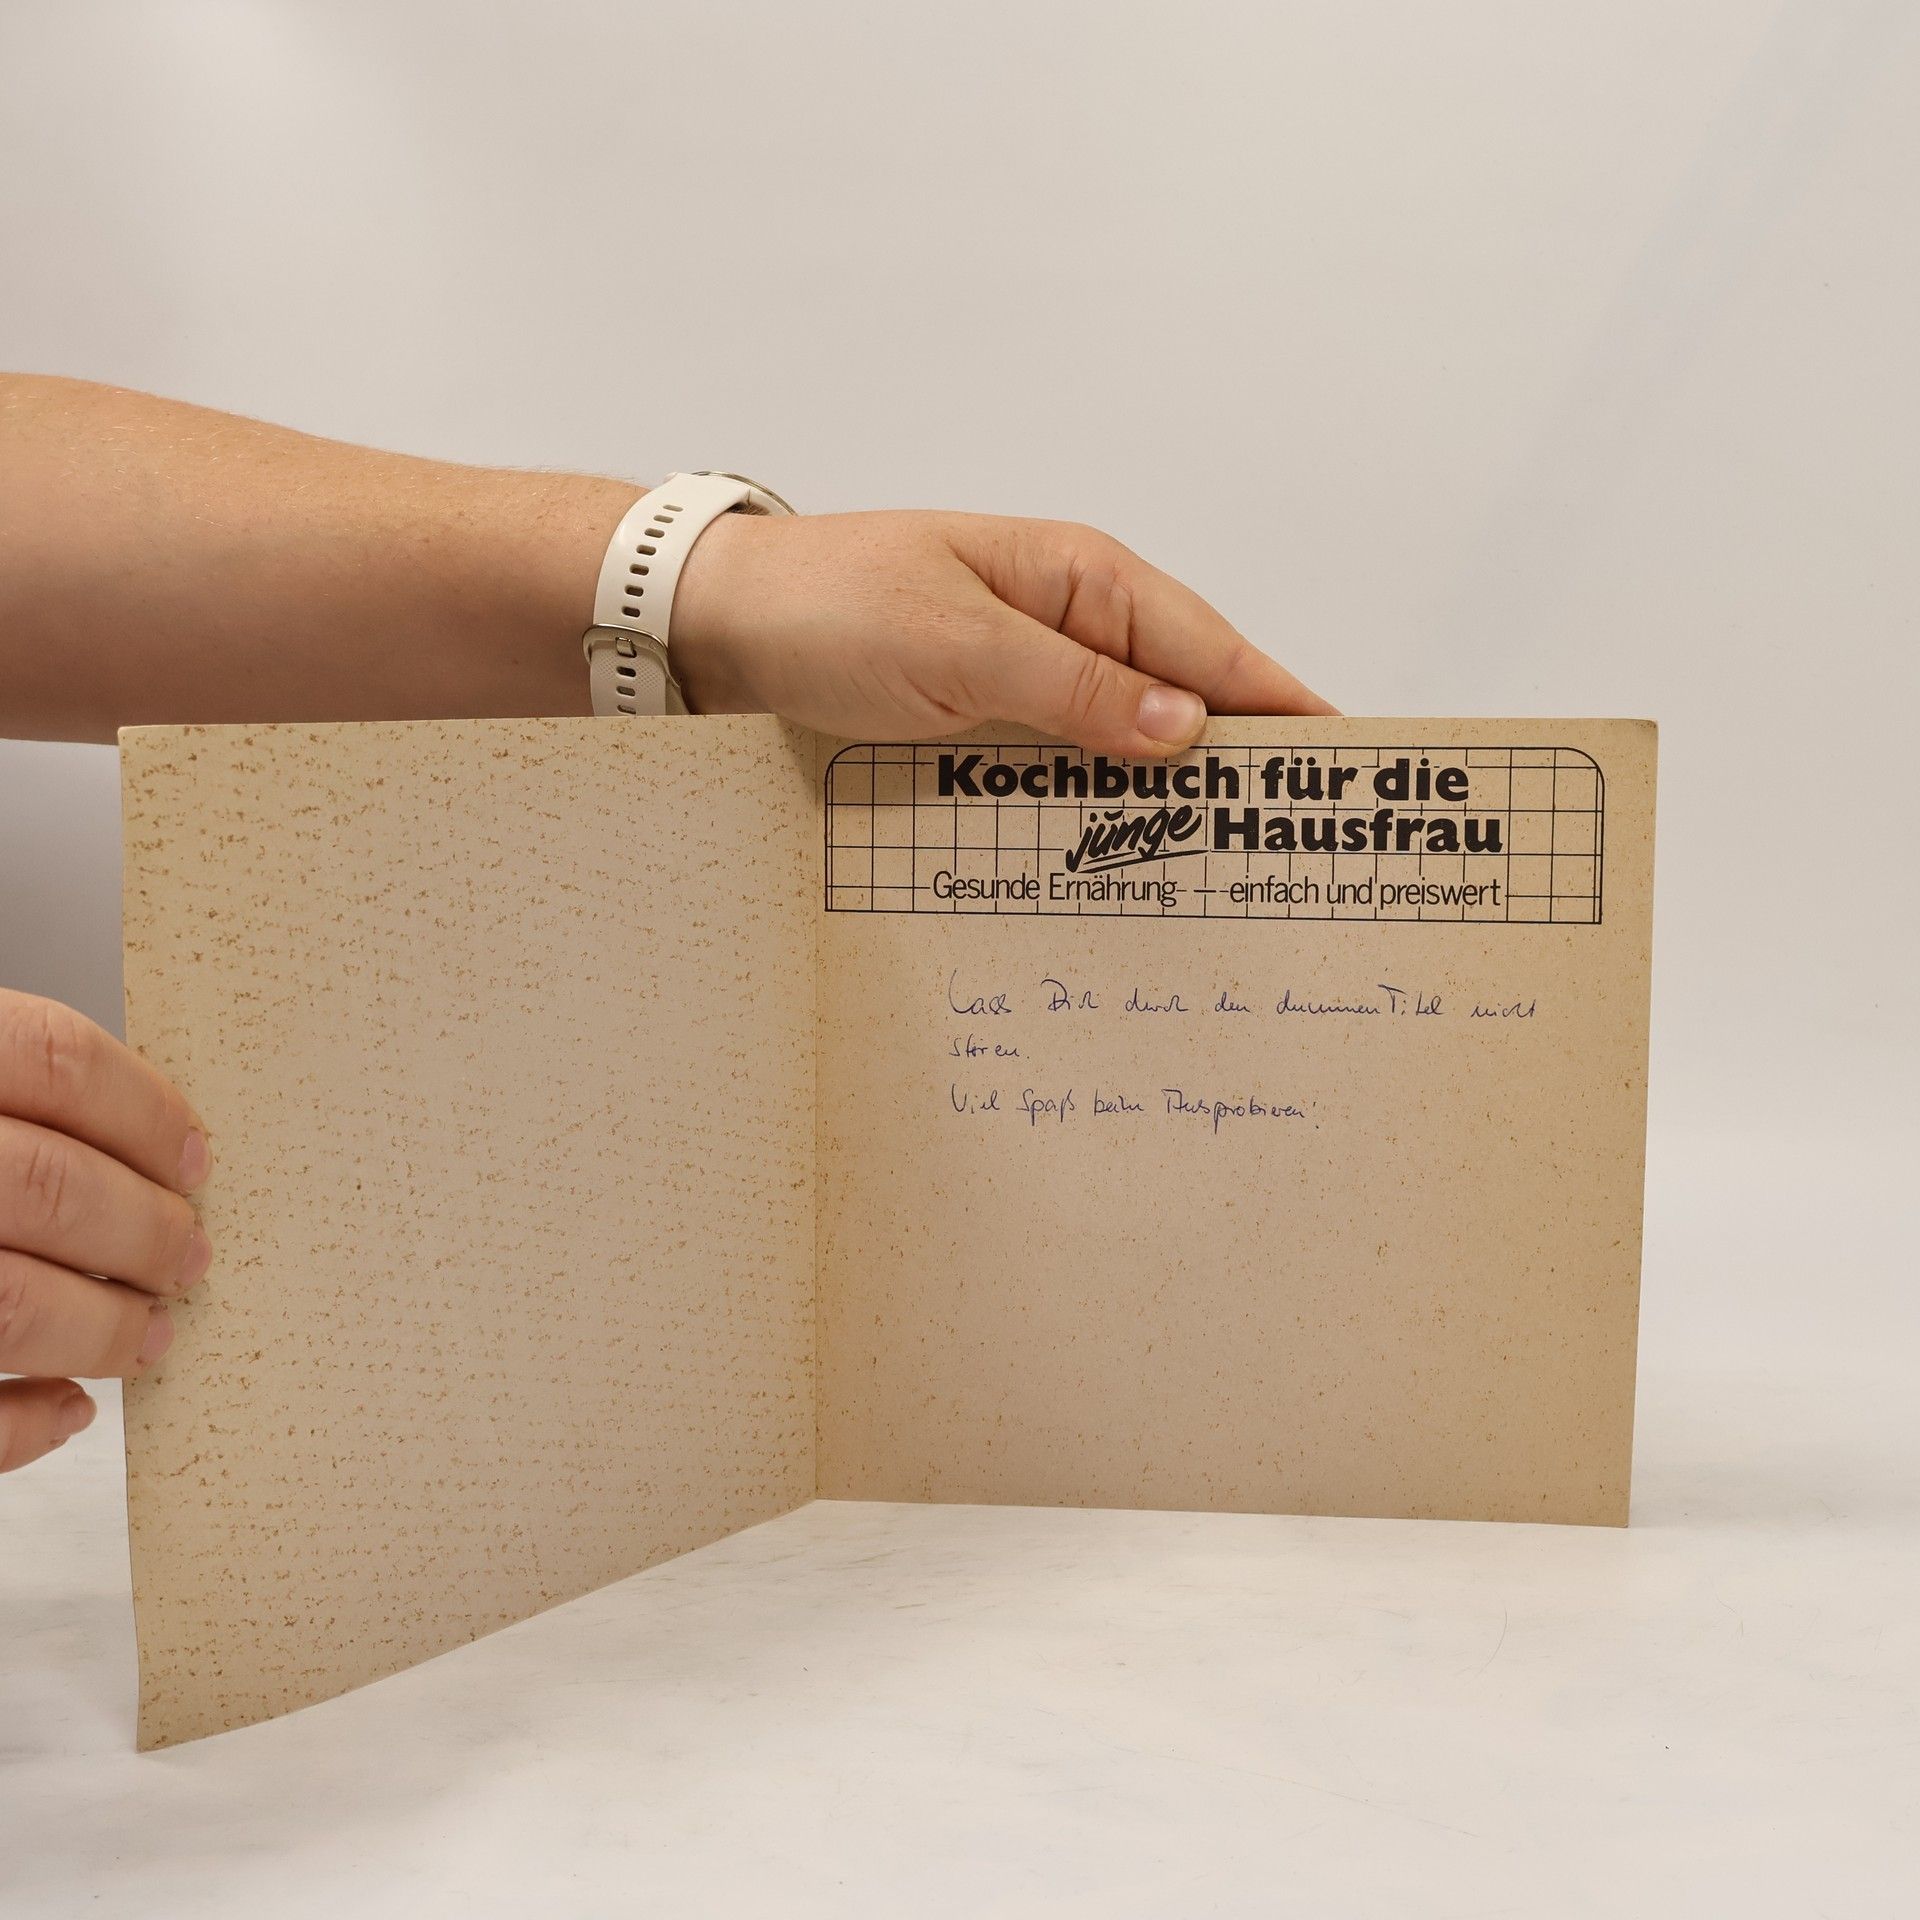 Kochbuch für die
junge Hausfrau
Gesunde Ernährung — einfach und preiswert
Lass Dich durch den dummen Titel nicht
stören.
Viel Spaß beim Ausprobieren!